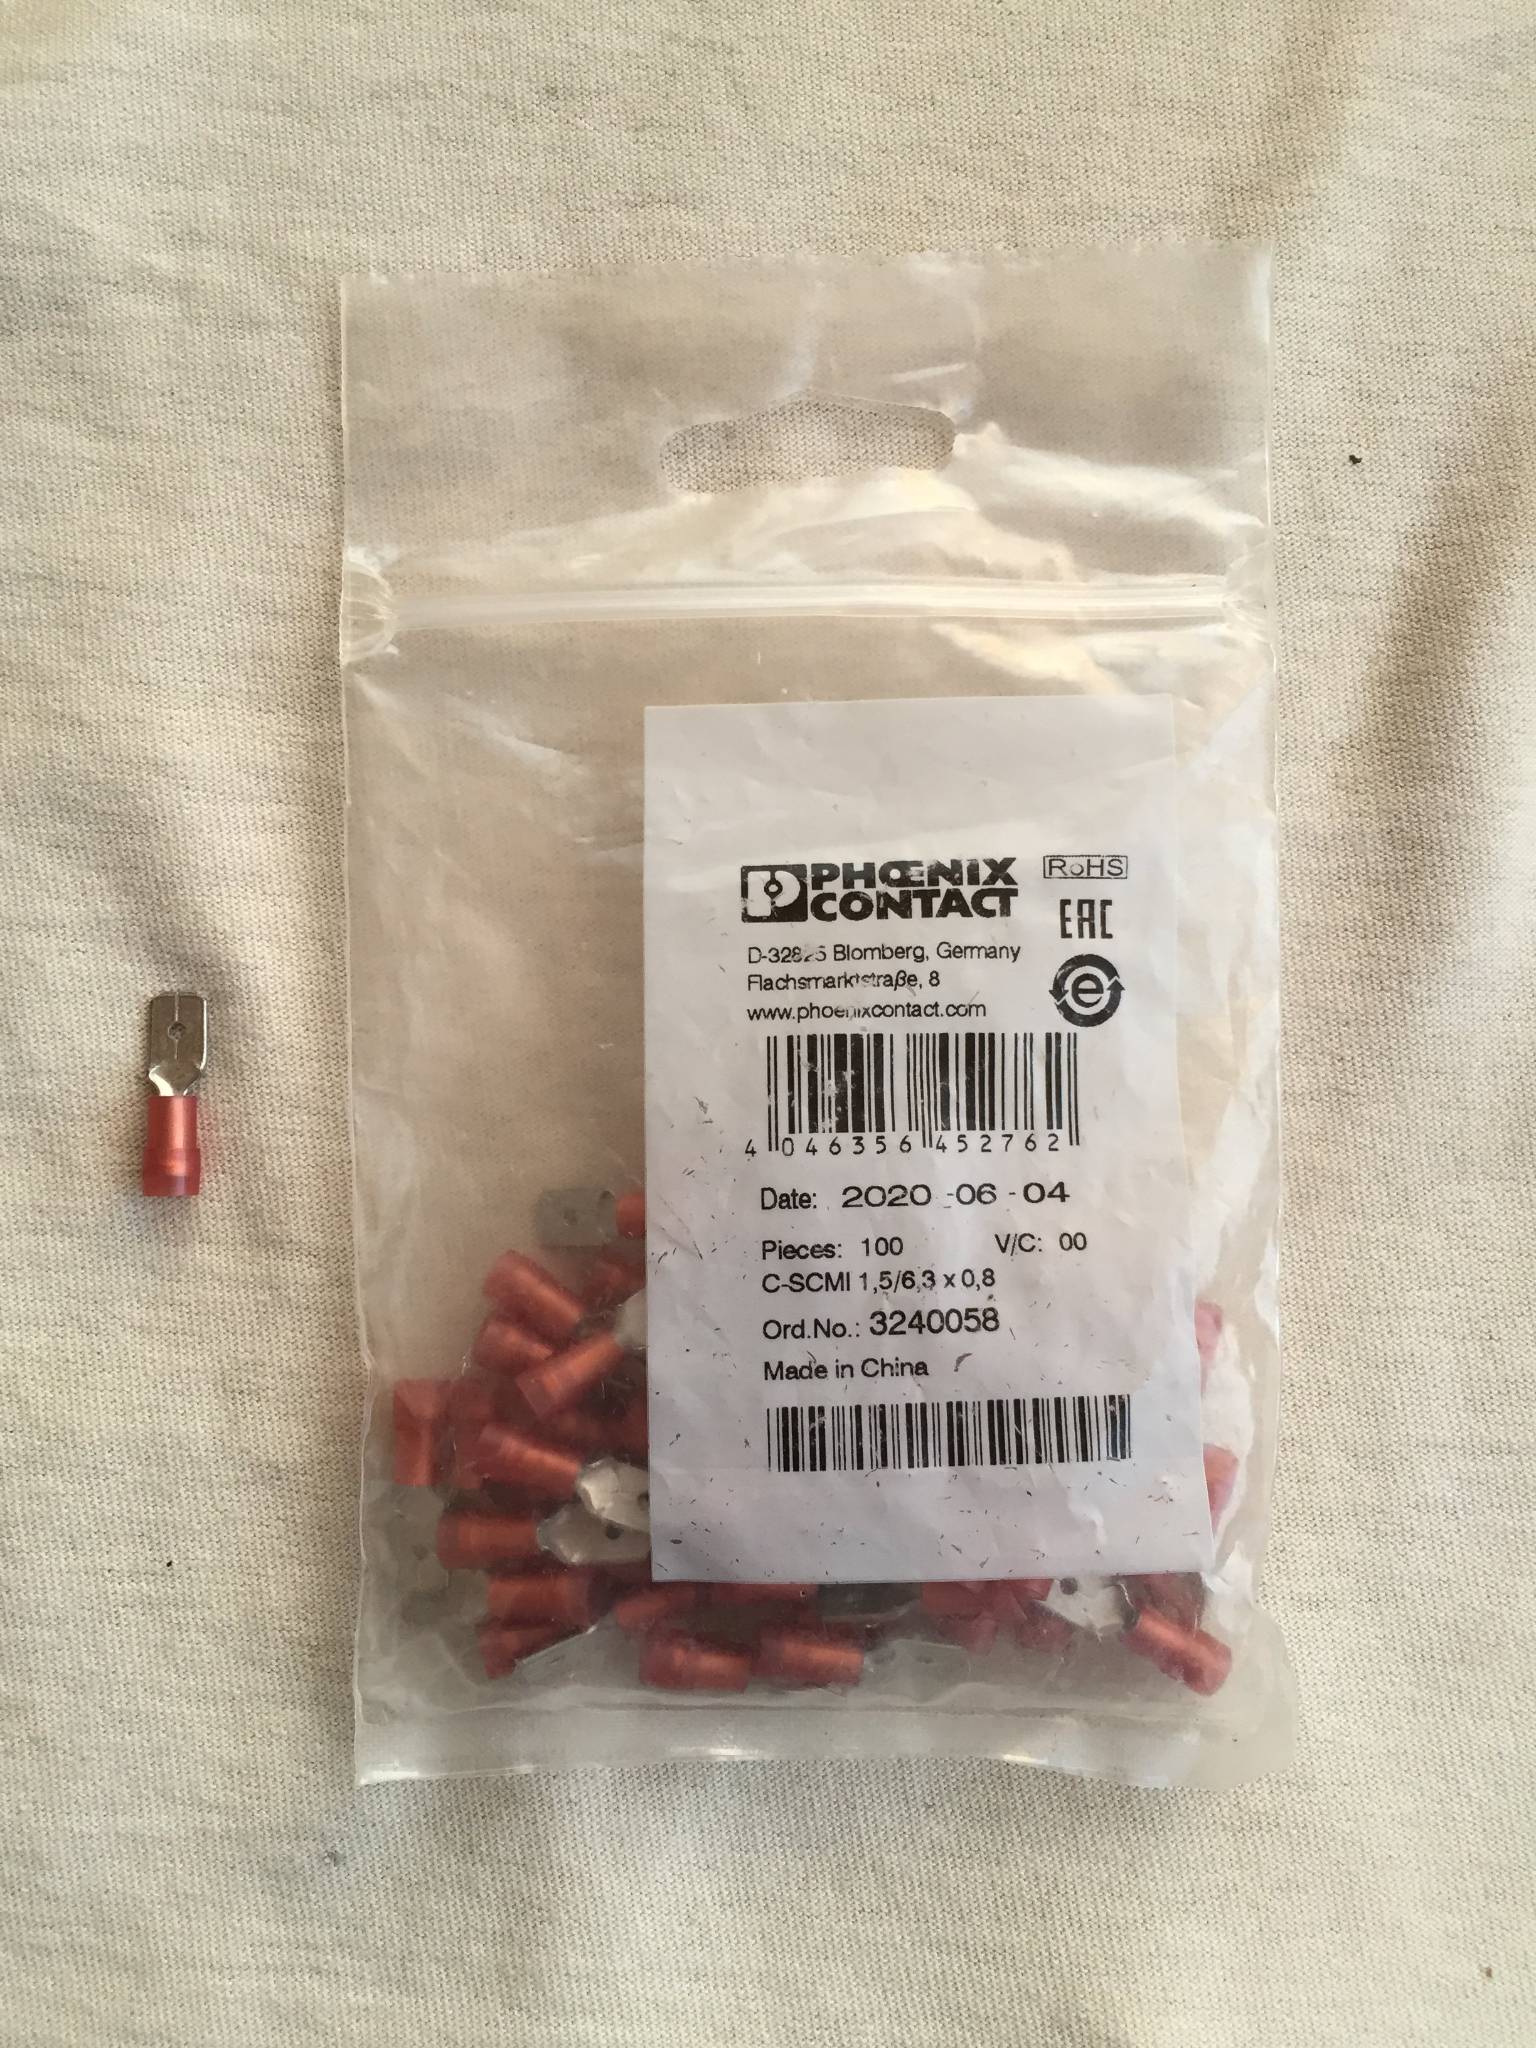 PHŒNIX
CONTACT
RoHS
EAC
D-32825 Blomberg, Germany
Flachsmarktstraße, 8
www.phoenixcontact.com
e
4 046356 452762
Date: 2020 -06 -04
Pieces: 100 V/C: 00
C-SCMI 1,5/6,3 x 0,8
Ord.No.: 3240058
Made in China